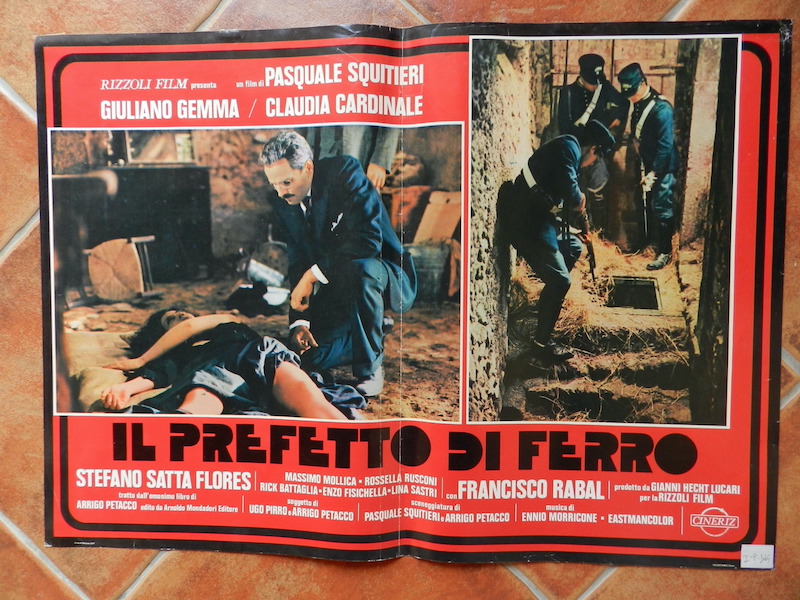 RIZZOLI FILM presenta un film di PASQUALE SQUITIERI
GIULIANO GEMMA / CLAUDIA CARDINALE
IL PREFETTO DI FERRO
STEFANO SATTA FLORES
MASSIMO MOLLICA - ROSSELLA RUSCONI
RICK BATTAGLIA - ENZO FISICHELLA - LINA SASTRI
con FRANCISCO RABAL
prodotto da GIANNI HECHT LUCARI
per la RIZZOLI FILM
tratto dall'omonimo libro di
ARRIGO PETACCO edito da Arnoldo Mondadori Editore
soggetto di
UGO PIRRO e ARRIGO PETACCO
sceneggiatura di
PASQUALE SQUITIERI e ARRIGO PETACCO
musica di
ENNIO MORRICONE - EASTMANCOLOR
CINERIZ